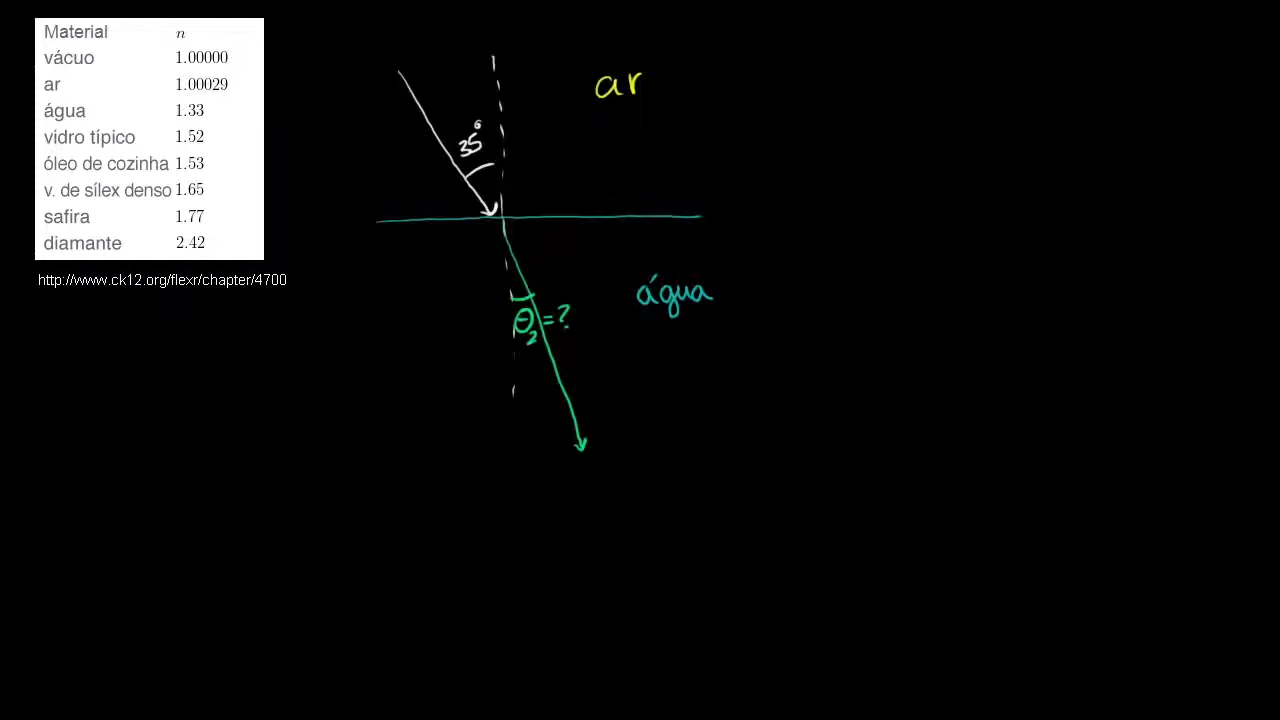 Material n
vácuo 1.00000
ar 1.00029
água 1.33
vidro típico 1.52
óleo de cozinha 1.53
v. de sílex denso 1.65
safira 1.77
diamante 2.42
http://www.ck12.org/flexr/chapter/4700
ar
35°
água
θ₂=?